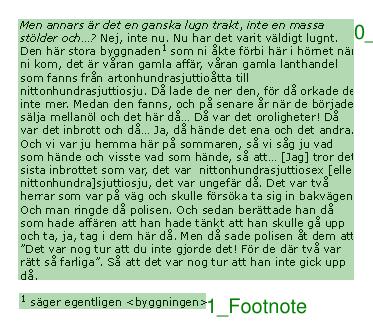 Men annars är det en ganska lugn trakt, inte en massa
stölder och...? Nej, inte nu. Nu har det varit väldigt lugnt.
Den här stora byggnaden¹ som ni åkte förbi här i hörnet när
ni kom, det är våran gamla affär, våran gamla lanthandel
som fanns från artonhundrasjuttioåtta till
nittonhundrasjuttiosju. Då lade de ner den, för då orkade de
inte mer. Medan den fanns, och på senare år när de började
sälja mellanöl och det här då... Då var det oroligheter! Då
var det inbrott och då... Ja, då hände det ena och det andra.
Och vi var ju hemma här på sommaren, så vi såg ju vad
som hände och visste vad som hände, så att... [Jag] tror det
sista inbrottet som var, det var nittonhundrasjuttiosex [elle
nittonhundra]sjuttiosju, det var ungefär då. Det var två
herrar som var på väg och skulle försöka ta sig in bakvägen
Och man ringde då polisen. Och sedan berättade han då
som hade affären att han hade tänkt att han skulle gå upp
och ta, ja, tag i dem här då. Men då sade polisen åt dem att
”Det var nog tur att du inte gjorde det! För de där två var
rätt så farliga”. Så att det var nog tur att han inte gick upp
då.
0_
¹ säger egentligen <byggningen>
1_Footnote